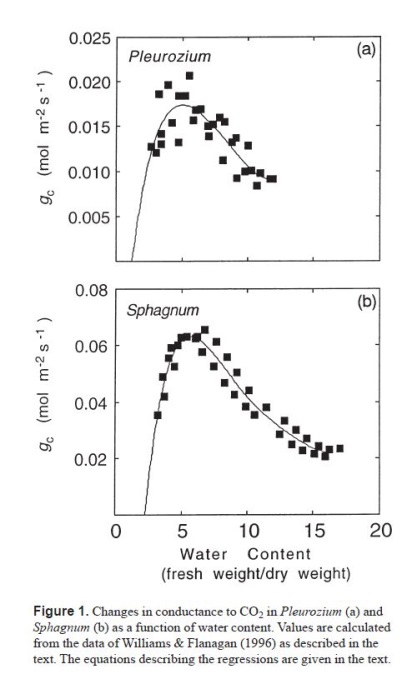 0.025
(a)
Pleurozium
0.020
0.015
0.010
0.005
gc (mol m-2 s-1)
0.08
(b)
Sphagnum
0.06
0.04
0.02
gc (mol m-2 s-1)
0 5 10 15 20
Water Content
(fresh weight/dry weight)
Figure 1. Changes in conductance to CO2 in Pleurozium (a) and
Sphagnum (b) as a function of water content. Values are calculated
from the data of Williams & Flanagan (1996) as described in the
text. The equations describing the regressions are given in the text.